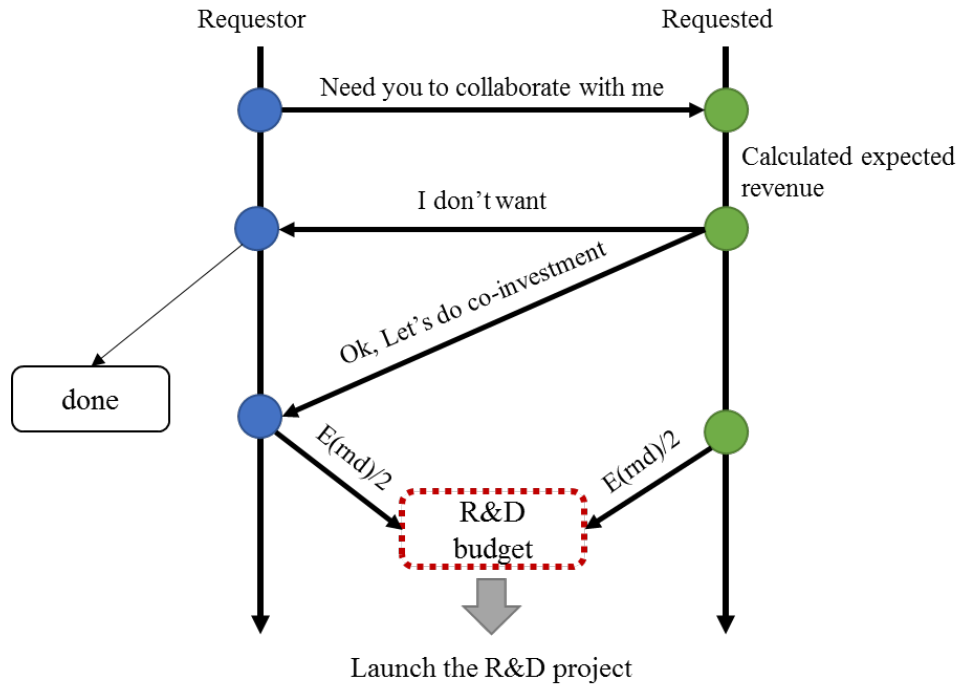 Requestor
Requested
Need you to collaborate with me
Calculated expected
revenue
I don't want
Ok, Let's do co-investment
done
E(rnd)/2
E(rnd)/2
R&D
budget
Launch the R&D project